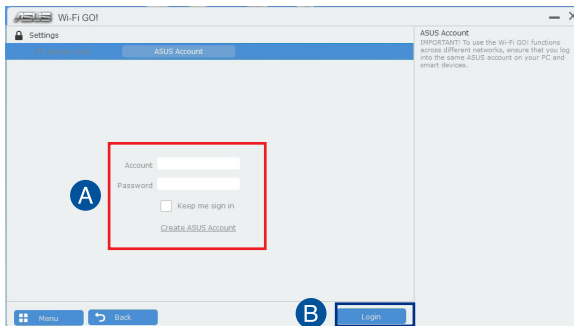 ASUS Wi-Fi GO!
Settings
ASUS Account
Account
Password
Keep me sign in
Create ASUS Account
A
Menu
Back
B
Login
ASUS Account
IMPORTANT! To use the Wi-Fi GO! functions
across different networks, ensure that you log
into the same ASUS account on your PC and
smart devices.